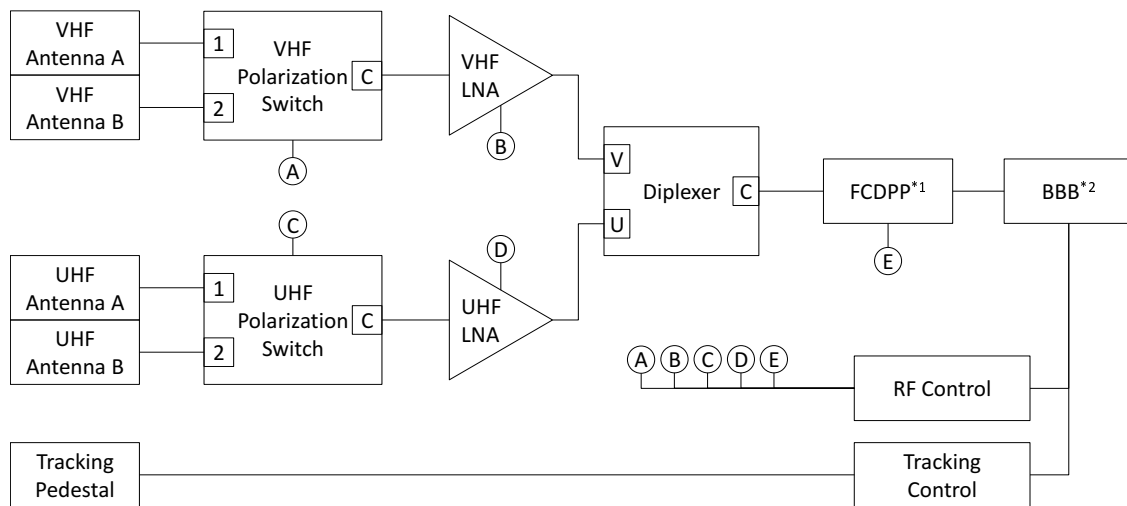 VHF
Antenna A
VHF
Antenna B
1
2
VHF
Polarization
Switch
C
A
VHF
LNA
B
V
U
Diplexer
C
FCDPP*1
E
BBB*2
UHF
Antenna A
UHF
Antenna B
C
1
2
UHF
Polarization
Switch
C
D
UHF
LNA
A B C D E
RF Control
Tracking
Pedestal
Tracking
Control